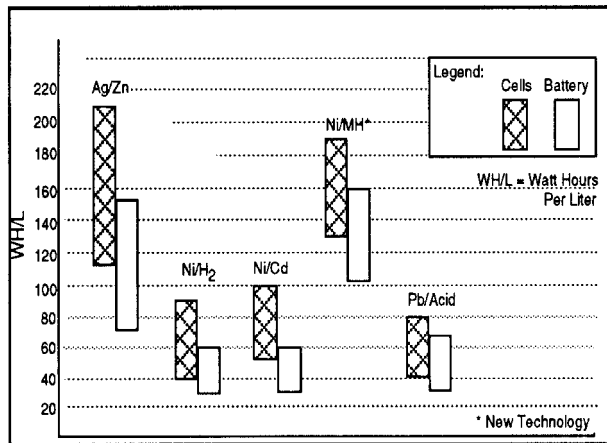 Legend:
Cells Battery
Ag/Zn
220
200
Ni/MH*
180
WH/L = Watt Hours
Per Liter
160
140
WH/L
120
Ni/H2
Ni/Cd
100
Pb/Acid
80
60
40
20
* New Technology